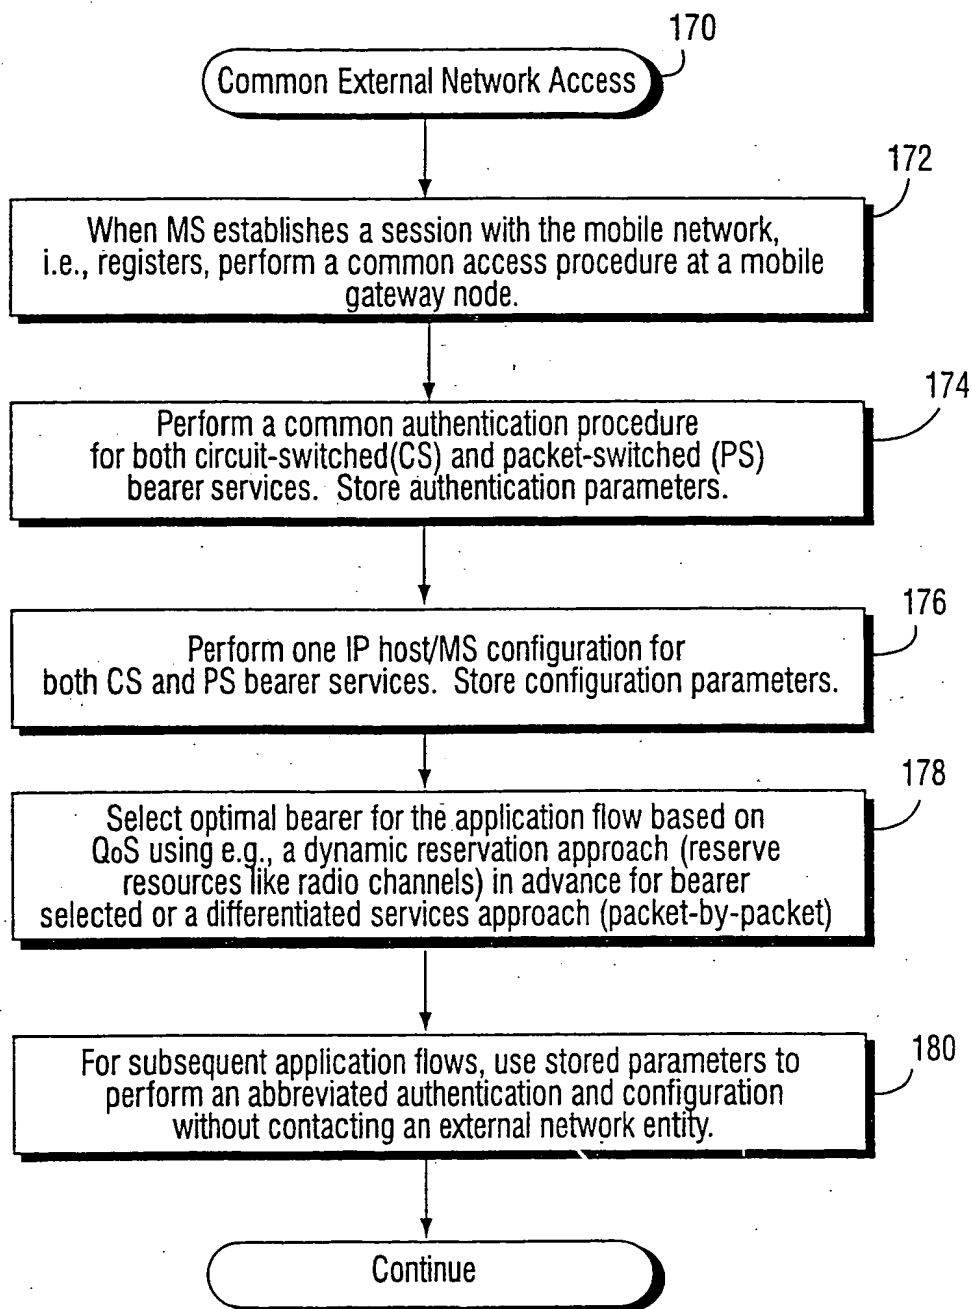 170
Common External Network Access
172
When MS establishes a session with the mobile network,
i.e., registers, perform a common access procedure at a mobile
gateway node.
174
Perform a common authentication procedure
for both circuit-switched(CS) and packet-switched (PS)
bearer services. Store authentication parameters.
176
Perform one IP host/MS configuration for
both CS and PS bearer services. Store configuration parameters.
178
Select optimal bearer for the application flow based on
QoS using e.g., a dynamic reservation approach (reserve
resources like radio channels) in advance for bearer
selected or a differentiated services approach (packet-by-packet)
180
For subsequent application flows, use stored parameters to
perform an abbreviated authentication and configuration
without contacting an external network entity.
Continue